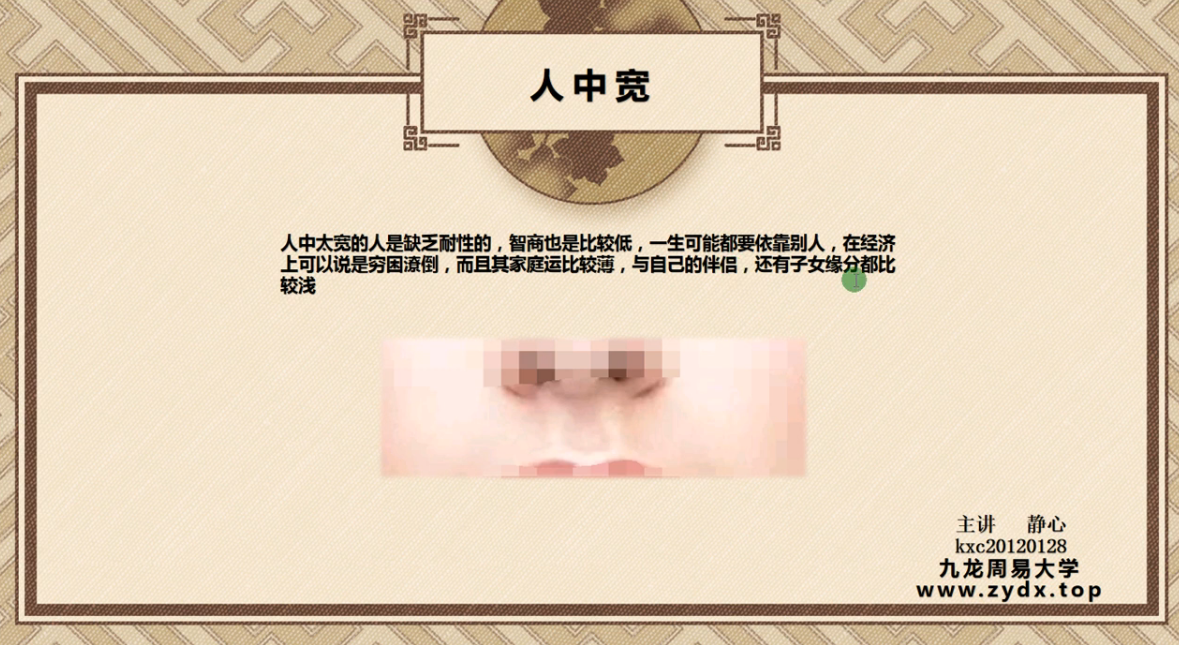 人中宽
人中太宽的人是缺乏耐性的，智商也是比较低，一生可能都要依靠别人，在经济
上可以说是穷困潦倒，而且其家庭运比较薄，与自己的伴侣，还有子女缘分都比
较浅
主讲 静心
kxc20120128
九龙周易大学
www.zydx.top